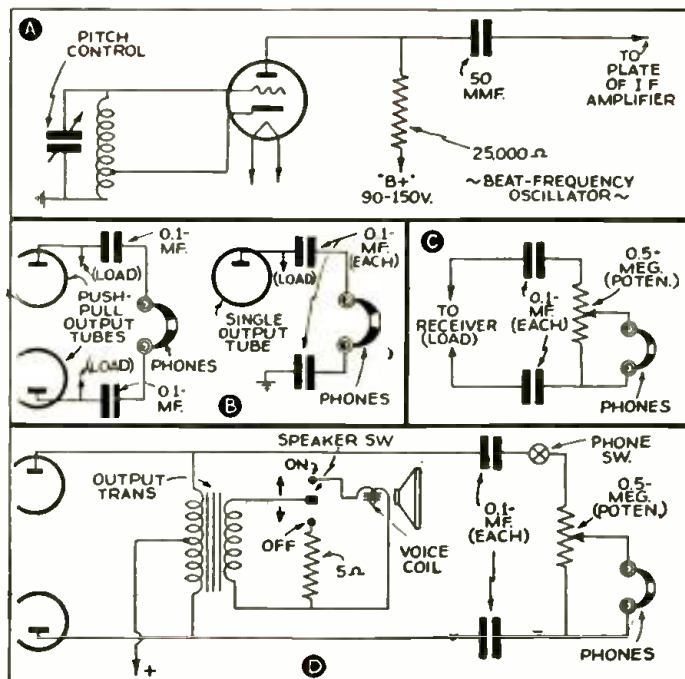 A
PITCH
CONTROL
50
MMF.
TO
PLATE
OF I F
AMPLIFIER
25,000 Ω
"B+"
90-150V.
~BEAT-FREQUENCY
OSCILLATOR~
0.1-
MF.
(LOAD)
PUSH-
PULL
OUTPUT
TUBES
(LOAD)
PHONES
0.1-
MF.
B
0.1-
MF.
(EACH)
(LOAD)
SINGLE
OUTPUT
TUBE
PHONES
C
0.5-
MEG.
(POTEN.)
TO
RECEIVER
(LOAD)
0.1-
MF.
(EACH)
PHONES
SPEAKER SW
ON
OUTPUT
TRANS
OFF
5Ω
VOICE
COIL
PHONE
SW.
0.1-
MF.
(EACH)
0.5-
MEG.
(POTEN.)
PHONES
+
D